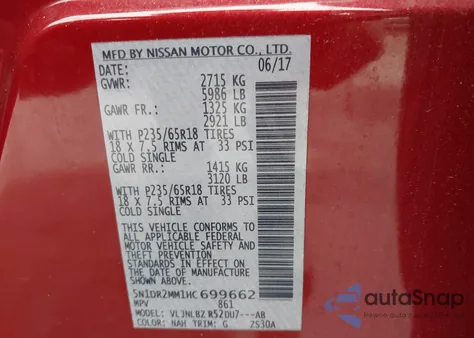 MFD BY NISSAN MOTOR CO., LTD.
DATE: 06/17
GVWR: 2715 KG
5986 LB
GAWR FR.: 1325 KG
2921 LB
WITH P235/65R18 TIRES
18 X 7.5 RIMS AT 33 PSI
COLD SINGLE
GAWR RR.: 1415 KG
3120 LB
WITH P235/65R18 TIRES
18 X 7.5 RIMS AT 33 PSI
COLD SINGLE
THIS VEHICLE CONFORMS TO
ALL APPLICABLE FEDERAL
MOTOR VEHICLE SAFETY AND
THEFT PREVENTION
STANDARDS IN EFFECT ON
THE DATE OF MANUFACTURE
SHOWN ABOVE.
5N1DR2MM1HC699662
MPV 861
MODEL: VLJNLBZ R52DU7---AB
COLOR: NAH TRIM: G ZS30A
autoSnap